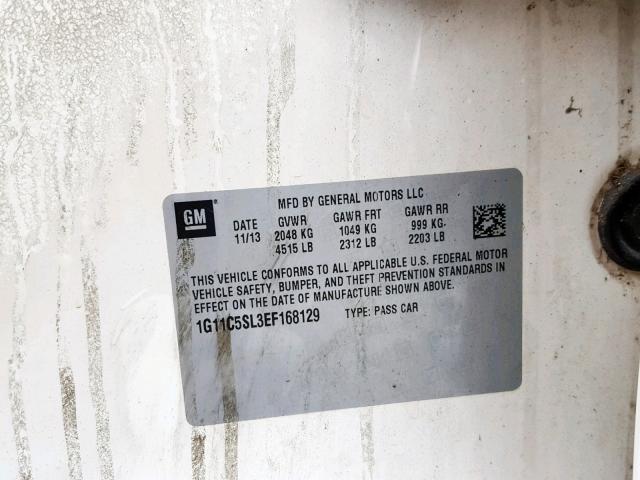 MFD BY GENERAL MOTORS LLC
GM
DATE GVWR GAWR FRT GAWR RR
11/13 2048 KG 1049 KG 999 KG
4515 LB 2312 LB 2203 LB
THIS VEHICLE CONFORMS TO ALL APPLICABLE U.S. FEDERAL MOTOR
VEHICLE SAFETY, BUMPER, AND THEFT PREVENTION STANDARDS IN
EFFECT ON THE DATE OF MANUFACTURE SHOWN ABOVE.
1G11C5SL3EF168129 TYPE: PASS CAR